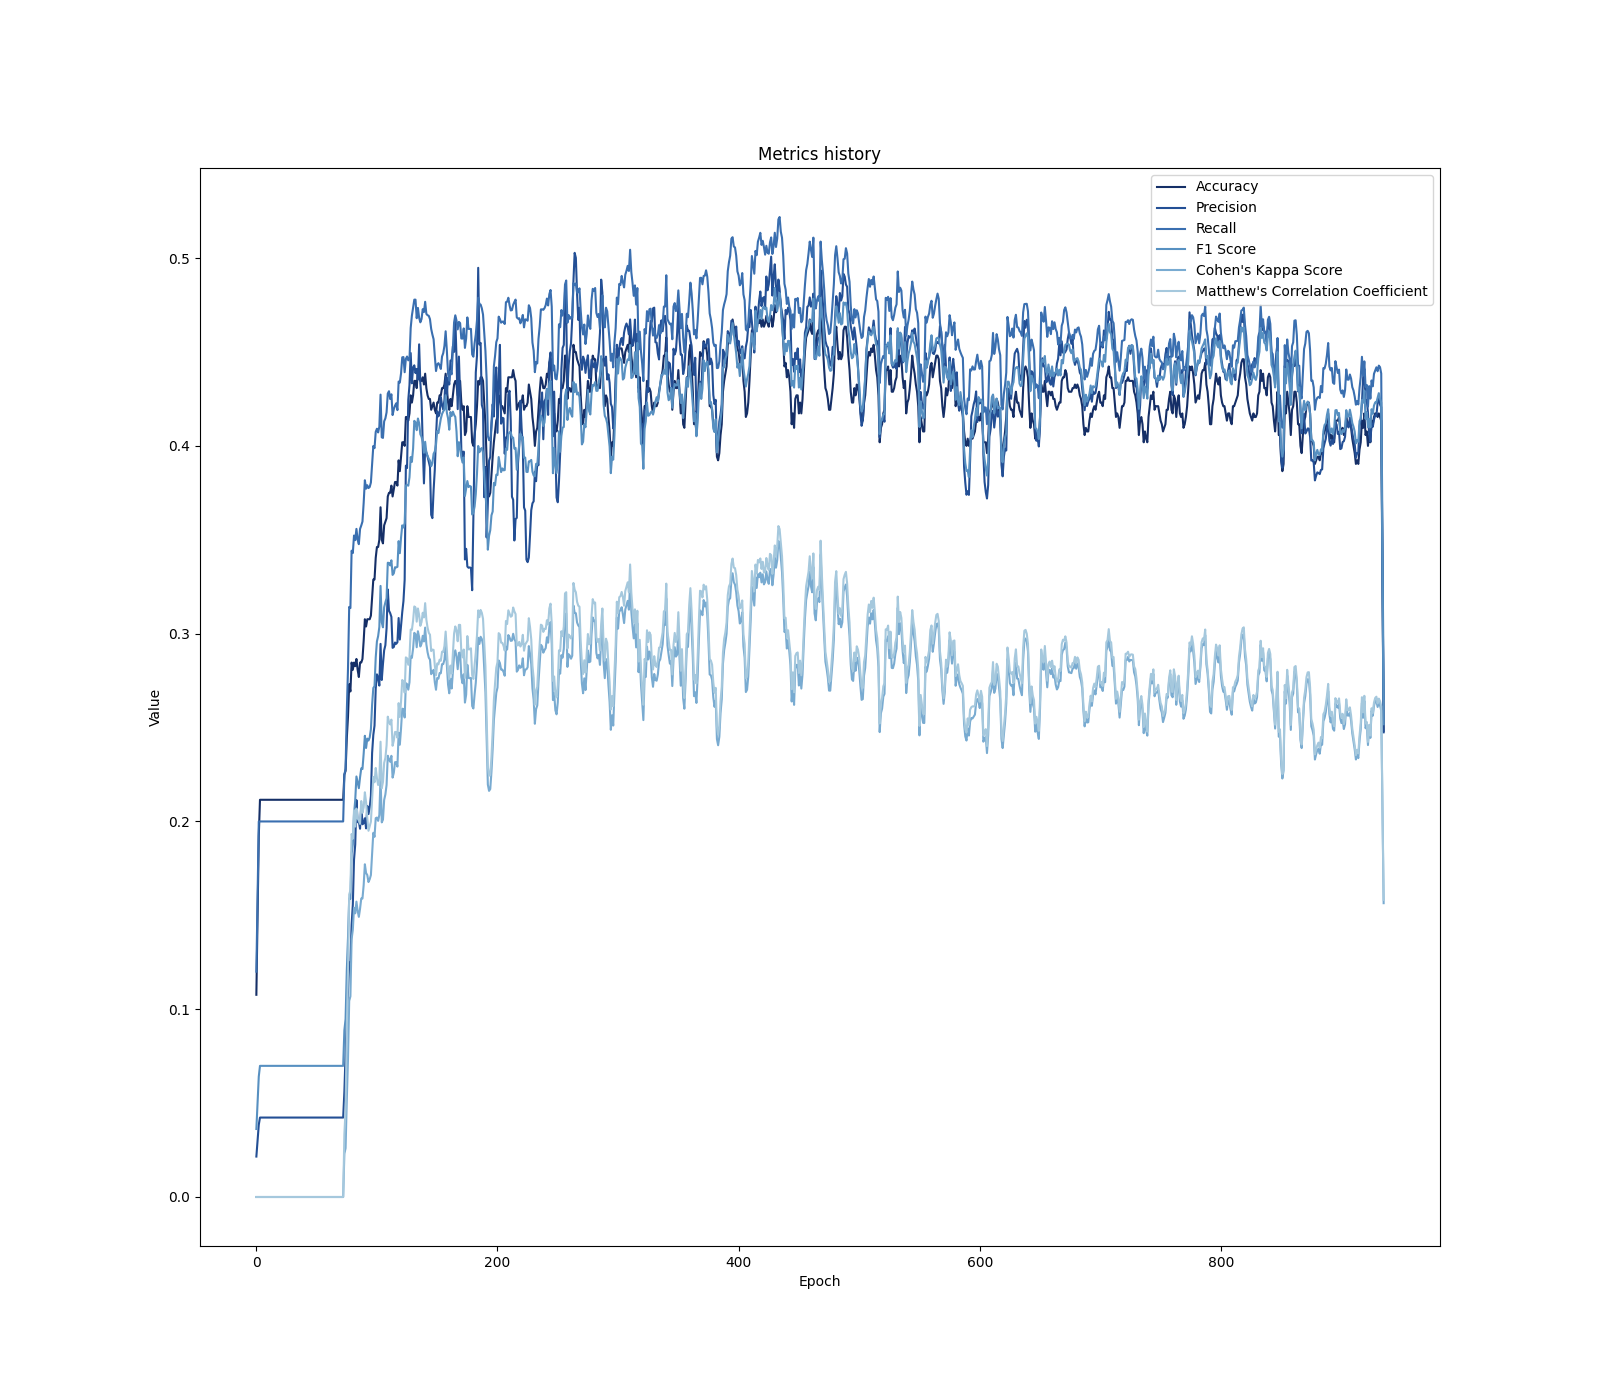 Metrics history
Accuracy
Precision
Recall
F1 Score
Cohen's Kappa Score
Matthew's Correlation Coefficient
0.5
0.4
0.3
0.2
0.1
0.0
Value
0 200 400 600 800
Epoch